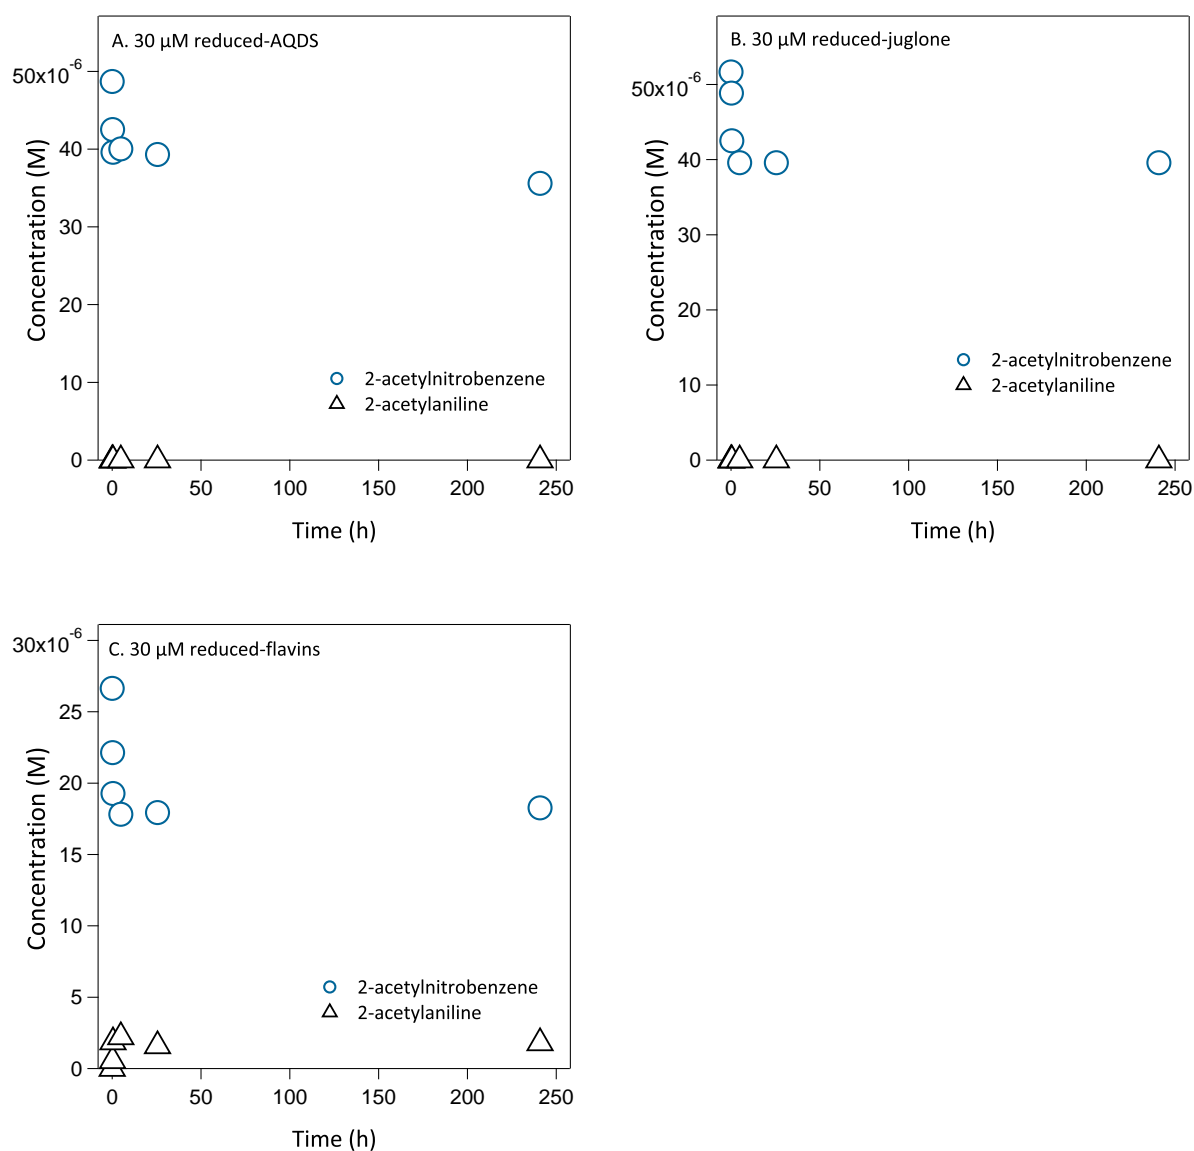 A. 30 µM reduced-AQDS
50x10-6
40
30
20
10
0
Concentration (M)
2-acetylnitrobenzene
2-acetylaniline
0 50 100 150 200 250
Time (h)
B. 30 µM reduced-juglone
50x10-6
40
30
20
10
0
Concentration (M)
2-acetylnitrobenzene
2-acetylaniline
0 50 100 150 200 250
Time (h)
C. 30 µM reduced-flavins
30x10-6
25
20
15
10
5
0
Concentration (M)
2-acetylnitrobenzene
2-acetylaniline
0 50 100 150 200 250
Time (h)